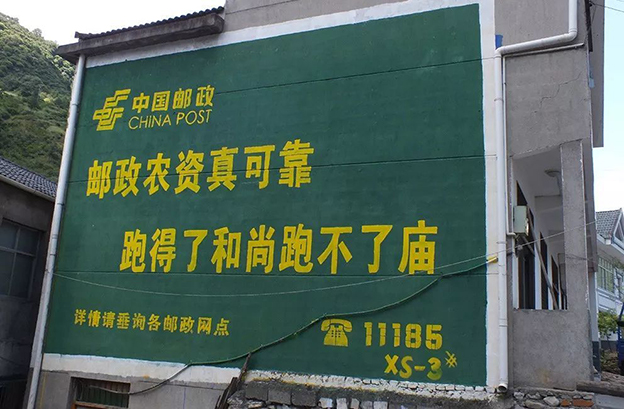 中国邮政
CHINA POST
邮政农资真可靠
跑得了和尚跑不了庙
详情请垂询各邮政网点
☎ 11185
XS-3※